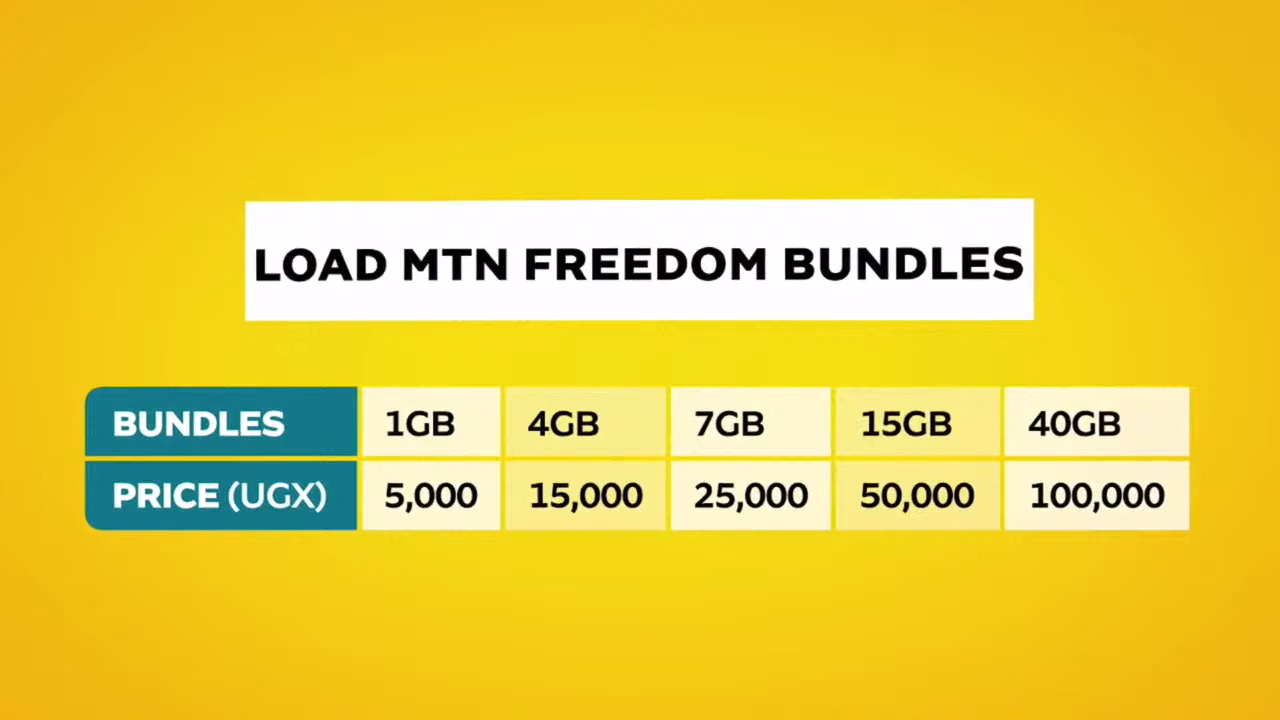 LOAD MTN FREEDOM BUNDLES
BUNDLES 1GB 4GB 7GB 15GB 40GB
PRICE (UGX) 5,000 15,000 25,000 50,000 100,000